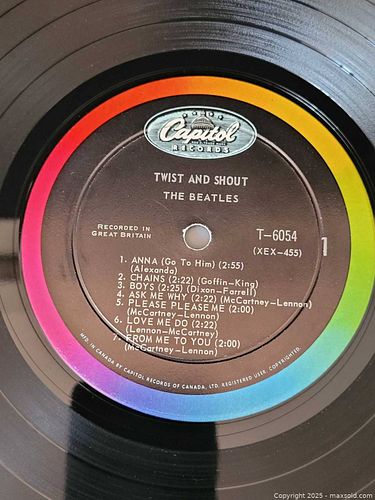 Capitol
RECORDS
TWIST AND SHOUT
THE BEATLES
RECORDED IN
GREAT BRITAIN
T-6054
(XEX-455)
1
1. ANNA (Go To Him) (2:55)
(Alexanda)
2. CHAINS (2:22) (Goffin-King)
3. BOYS (2:25) (Dixon-Farrell)
4. ASK ME WHY (2:22) (McCartney-Lennon)
5. PLEASE PLEASE ME (2:00)
(McCartney-Lennon)
6. LOVE ME DO (2:22)
(Lennon-McCartney)
7. FROM ME TO YOU (2:00)
(McCartney-Lennon)
MFD. IN CANADA BY CAPITOL RECORDS OF CANADA, LTD. REGISTERED USER. COPYRIGHTED.
Copyright 2025 - maxsold.com